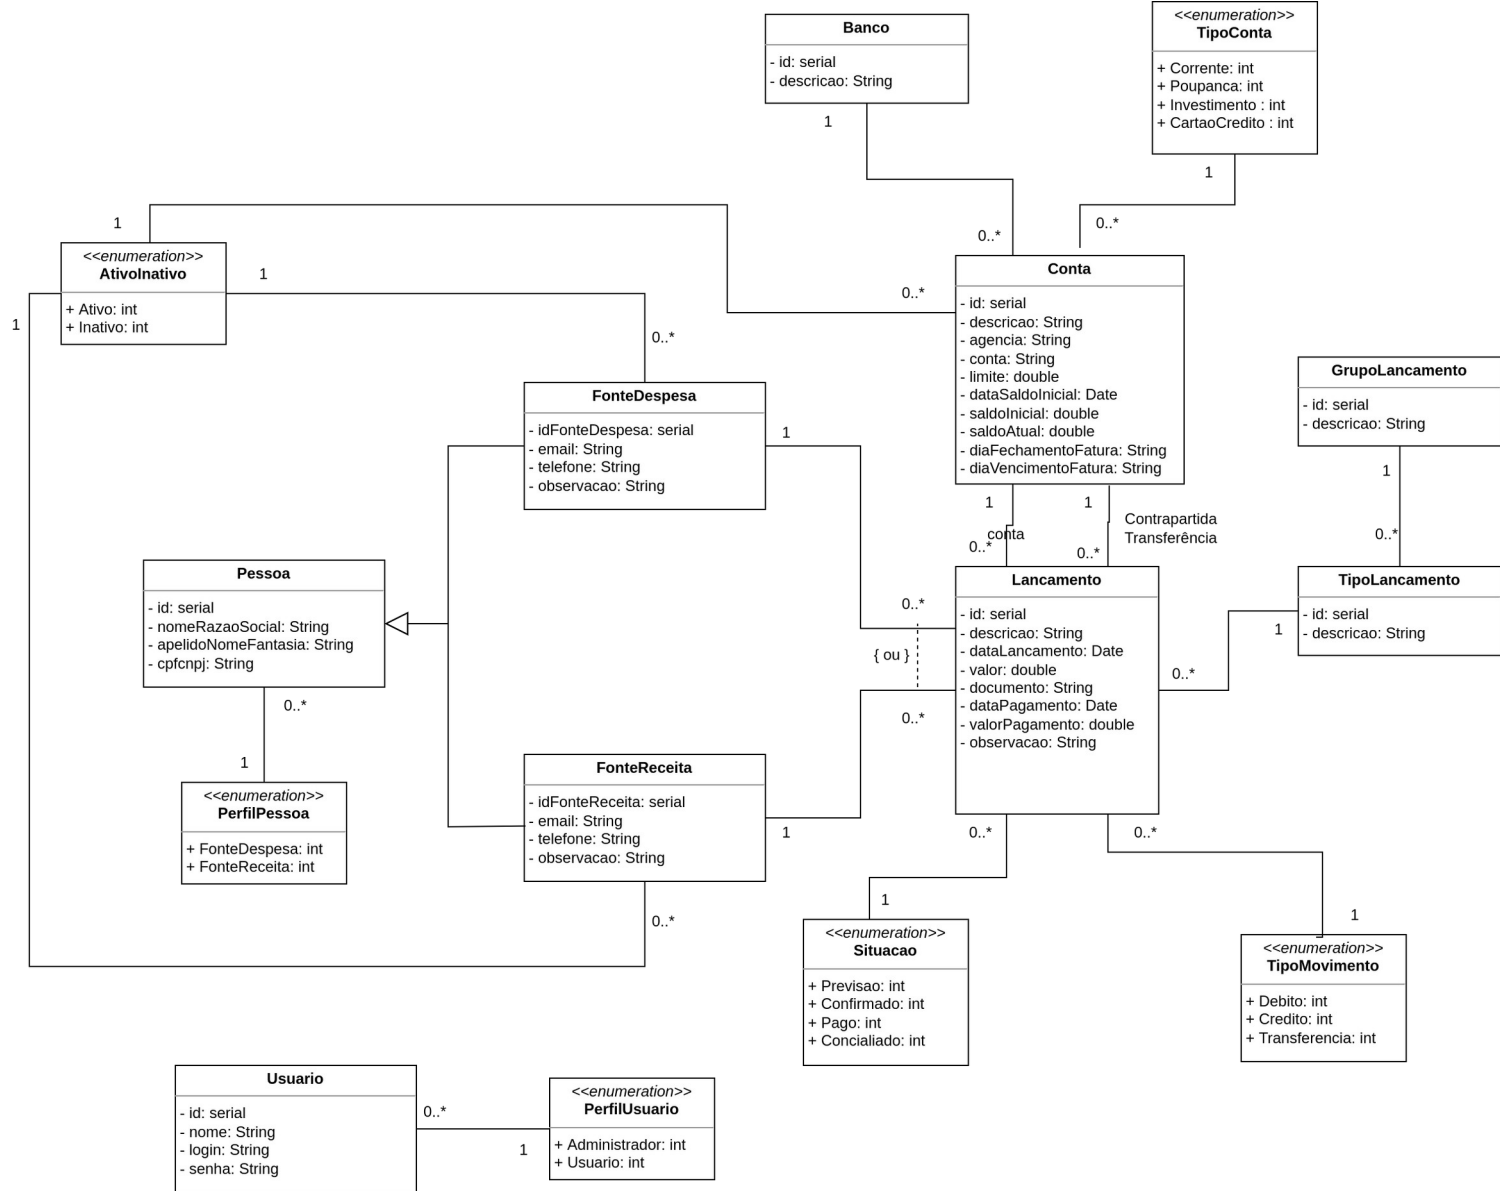 Banco
- id: serial
- descricao: String
1
<<enumeration>>
TipoConta
+ Corrente: int
+ Poupanca: int
+ Investimento : int
+ CartaoCredito : int
1
0..*
0..*
1
<<enumeration>>
AtivoInativo
+ Ativo: int
+ Inativo: int
1
1
0..*
0..*
Conta
- id: serial
- descricao: String
- agencia: String
- conta: String
- limite: double
- dataSaldoInicial: Date
- saldoInicial: double
- saldoAtual: double
- diaFechamentoFatura: String
- diaVencimentoFatura: String
GrupoLancamento
- id: serial
- descricao: String
1
0..*
FonteDespesa
- idFonteDespesa: serial
- email: String
- telefone: String
- observacao: String
1
1
conta
0..*
1
Contrapartida
Transferência
0..*
Pessoa
- id: serial
- nomeRazaoSocial: String
- apelidoNomeFantasia: String
- cpfcnpj: String
0..*
1
<<enumeration>>
PerfilPessoa
+ FonteDespesa: int
+ FonteReceita: int
Lancamento
- id: serial
- descricao: String
- dataLancamento: Date
- valor: double
- documento: String
- dataPagamento: Date
- valorPagamento: double
- observacao: String
TipoLancamento
- id: serial
- descricao: String
1
0..*
0..*
{ ou }
0..*
FonteReceita
- idFonteReceita: serial
- email: String
- telefone: String
- observacao: String
1
0..*
0..*
0..*
1
1
<<enumeration>>
Situacao
+ Previsao: int
+ Confirmado: int
+ Pago: int
+ Concialiado: int
<<enumeration>>
TipoMovimento
+ Debito: int
+ Credito: int
+ Transferencia: int
Usuario
- id: serial
- nome: String
- login: String
- senha: String
0..*
1
<<enumeration>>
PerfilUsuario
+ Administrador: int
+ Usuario: int